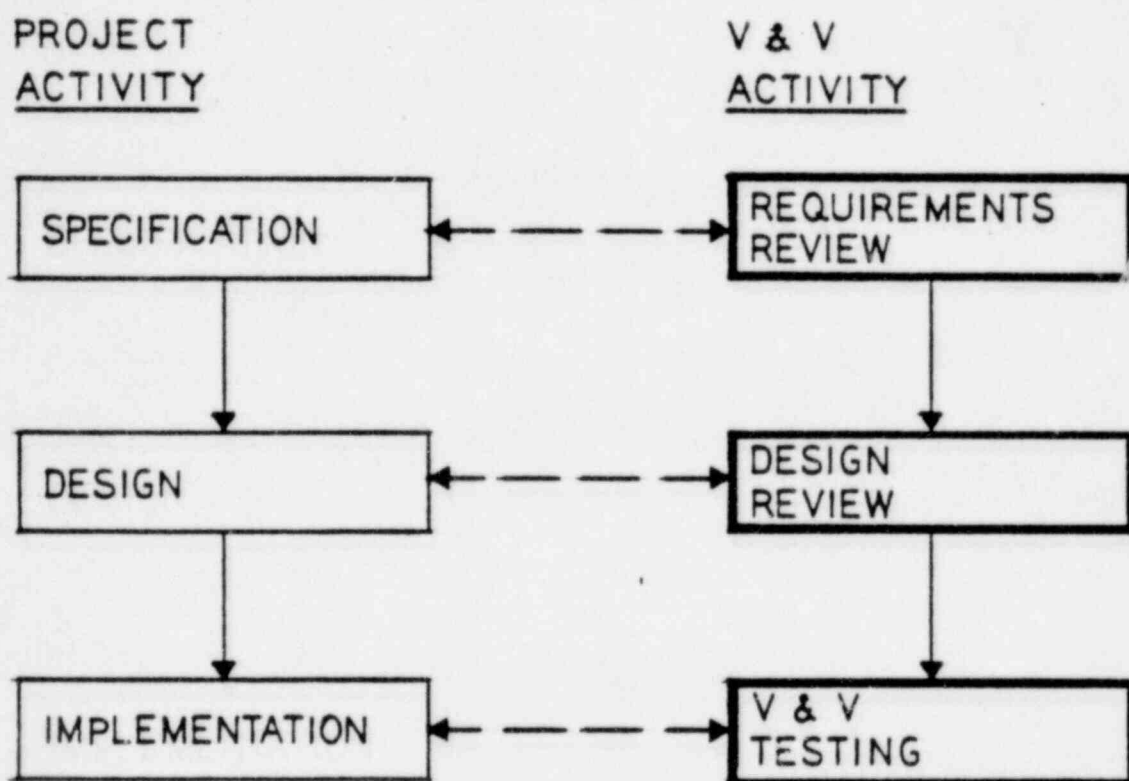 PROJECT
ACTIVITY
V & V
ACTIVITY
SPECIFICATION
REQUIREMENTS
REVIEW
DESIGN
DESIGN
REVIEW
IMPLEMENTATION
V & V
TESTING